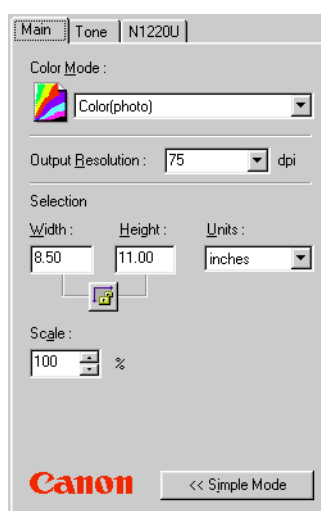 Main Tone N1220U
Color Mode :
Color(photo)
Output Resolution : 75 dpi
Selection
Width : Height : Units :
8.50 11.00 inches
Scale :
100 %
Canon << Simple Mode